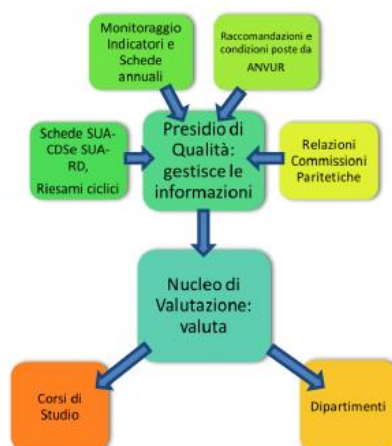 Monitoraggio
Indicatori e
Schede
annuali
Raccomandazioni e
condizioni poste da
ANVUR
Schede SUA-
CDSe SUA-
RD,
Riesami ciclici
Presidio di
Qualità:
gestisce le
informazioni
Relazioni
Commissioni
Paritetiche
Nucleo di
Valutazione:
valuta
Corsi di
Studio
Dipartimenti